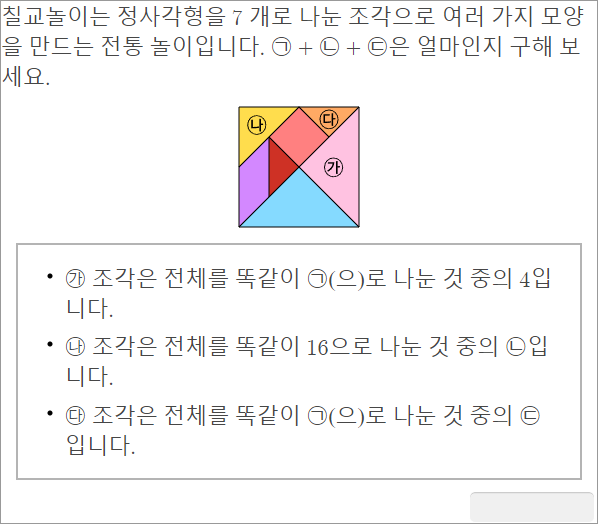 칠교놀이는 정사각형을 7 개로 나눈 조각으로 여러 가지 모양
을 만드는 전통 놀이입니다. ㉠ + ㉡ + ㉢은 얼마인지 구해 보
세요.
㉯ ㉰
㉮
• ㉮ 조각은 전체를 똑같이 ㉠(으)로 나눈 것 중의 4입
니다.
• ㉯ 조각은 전체를 똑같이 16으로 나눈 것 중의 ㉡입
니다.
• ㉰ 조각은 전체를 똑같이 ㉠(으)로 나눈 것 중의 ㉢
입니다.